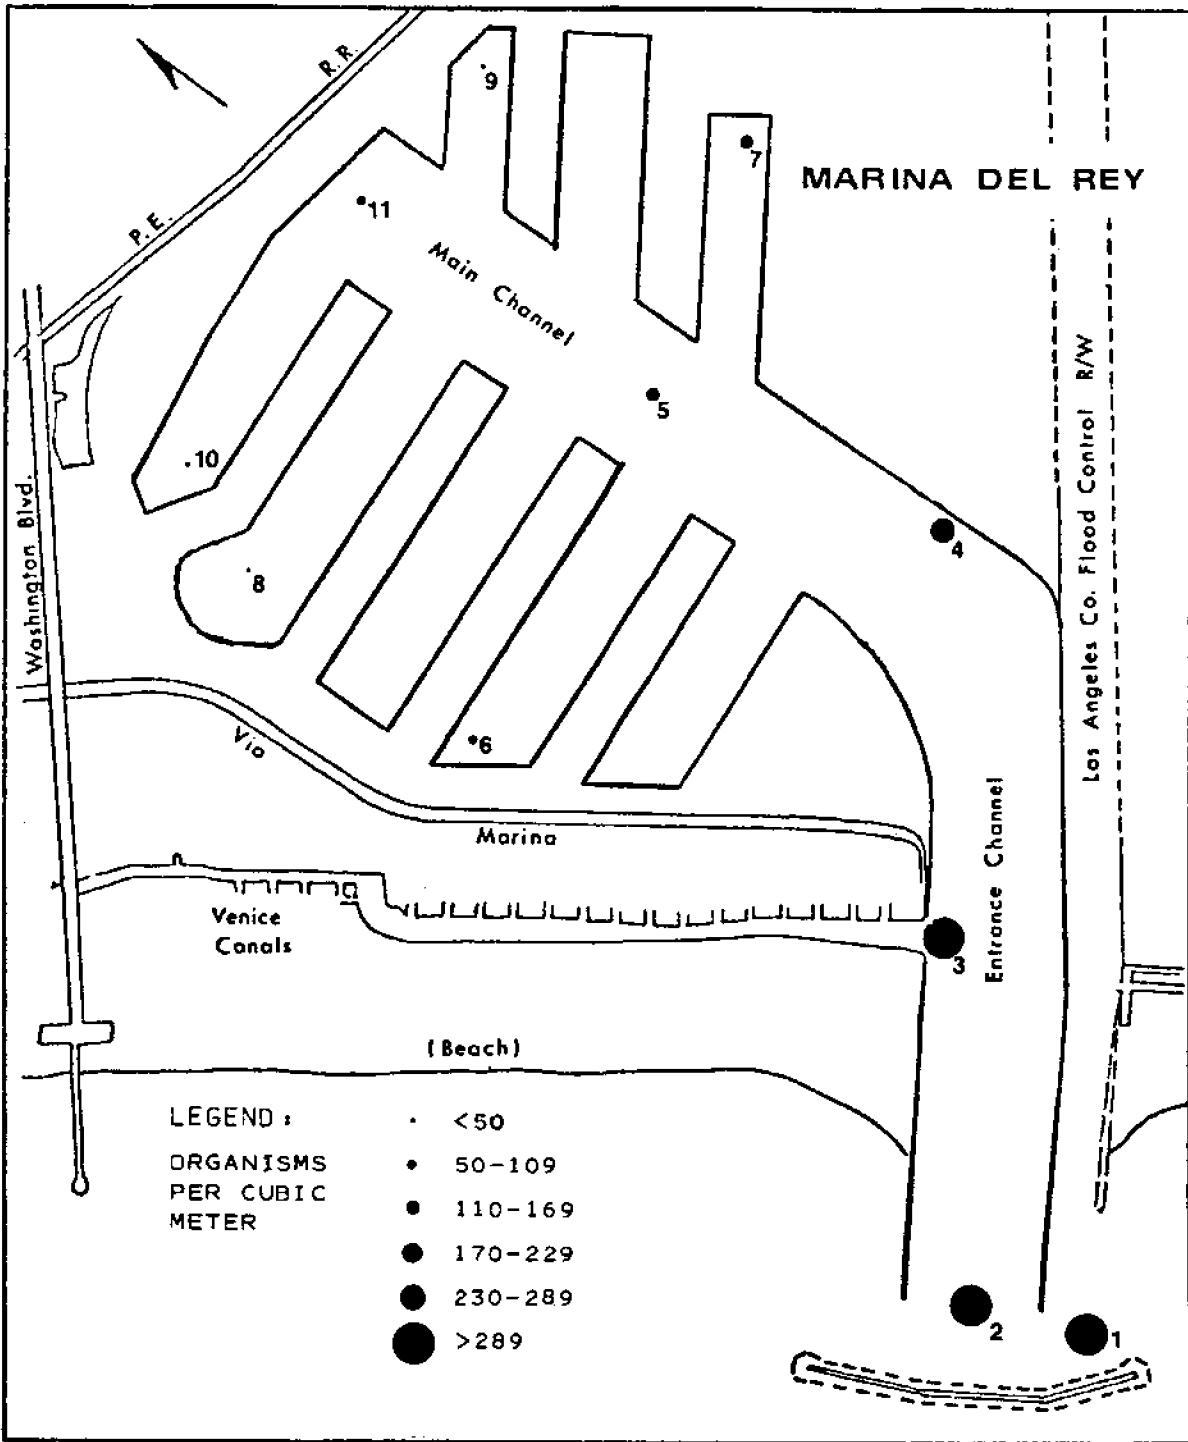 R.R.
9
7
MARINA DEL REY
11
P.E.
Main Channel
5
10
4
8
Washington Blvd.
Los Angeles Co. Flood Control R/W
Via
6
Marina
Entrance Channel
Venice
Canals
3
(Beach)
LEGEND:
<50
ORGANISMS
PER CUBIC
METER
50-109
110-169
170-229
230-289
>289
2
1